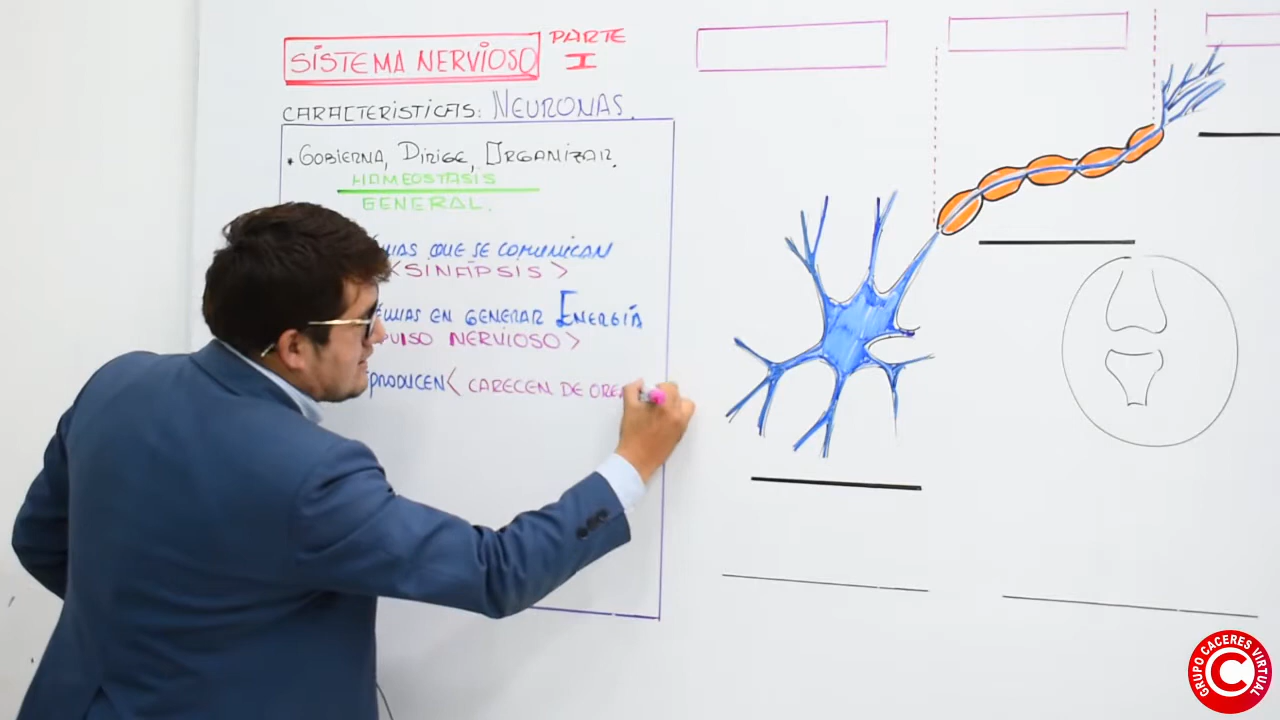 SISTEMA NERVIOSO
PARTE
I
CARACTERISTICAS: NEURONAS.
• GOBIERNA, DIRIGE, ORGANIZAR.
HOMEOSTASIS
GENERAL.
QUE SE COMUNICAN
<SINAPSIS>
EN GENERAR ENERGIA
NERVIOSO>
PRODUCEN< CARECEN DE
GRUPO CACERES VIRTUAL
C